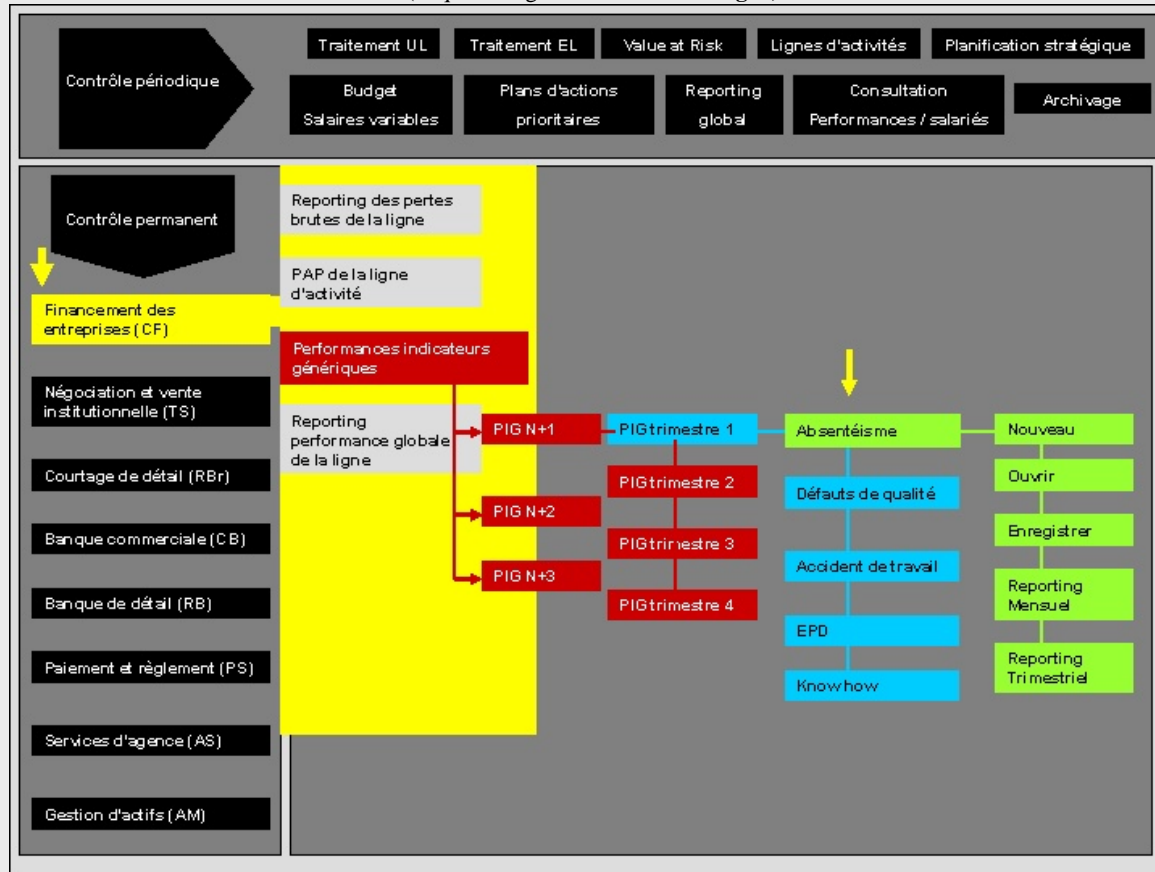 Traitement UL
Traitement EL
Value at Risk
Lignes d'activités
Planification stratégique
Contrôle périodique
Budget
Salaires variables
Plans d'actions
prioritaires
Reporting
global
Consultation
Performances / salariés
Archivage
Contrôle permanent
Reporting des pertes
brutes de la ligne
PAP de la ligne
d'activité
Financement des
entreprises (CF)
Performances indicateurs
génériques
Négociation et vente
institutionnelle (TS)
Reporting
performance globale
de la ligne
PIG N+1
PIG trimestre 1
Absentéisme
Nouveau
Courtage de détail (RBr)
PIG trimestre 2
Défauts de qualité
Ouvrir
PIG N+2
Banque commerciale (CB)
PIG trimestre 3
Enregistrer
Accident de travail
PIG N+3
Banque de détail (RB)
PIG trimestre 4
Reporting
Mensuel
EPD
Paiement et règlement (PS)
Know how
Reporting
Trimestriel
Services d'agence (AS)
Gestion d'actifs (AM)